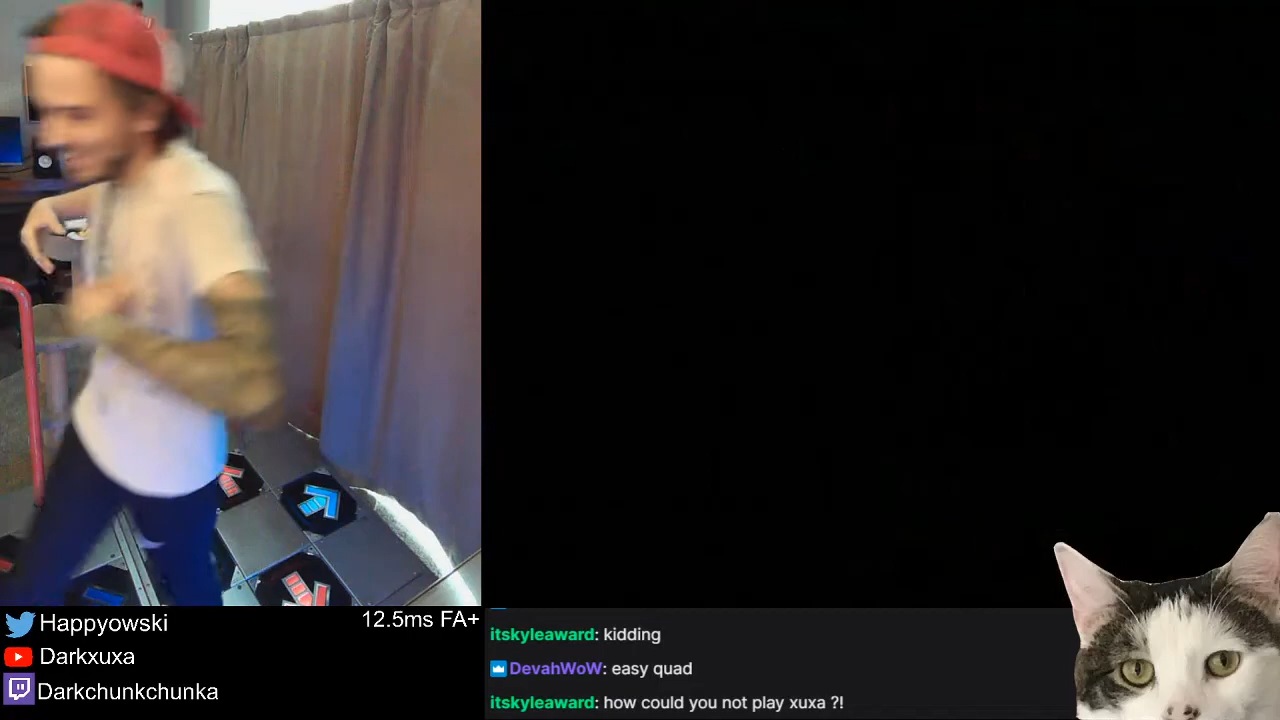 Happyowski
12.5ms FA+
Darkxuxa
Darkchunkchunka
itskyleaward: kidding
DevahWoW: easy quad
itskyleaward: how could you not play xuxa ?!